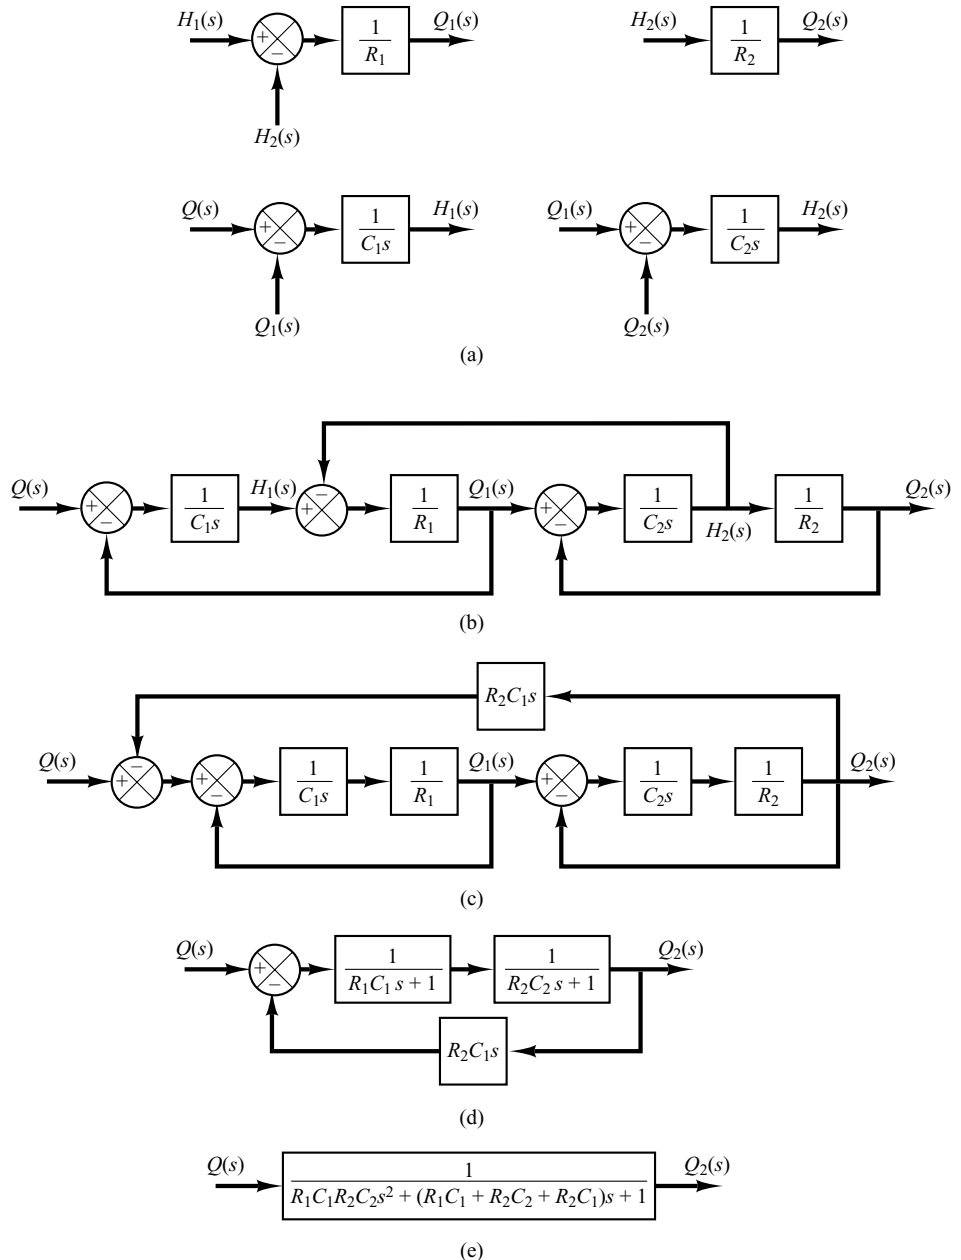 H₁(s) + − 1/R₁ Q₁(s)
H₂(s)
H₂(s) 1/R₂ Q₂(s)
Q(s) + − 1/(C₁s) H₁(s)
Q₁(s)
Q₁(s) + − 1/(C₂s) H₂(s)
Q₂(s)
(a)
Q(s) + − 1/(C₁s) H₁(s) + − 1/R₁ Q₁(s) + − 1/(C₂s) H₂(s) 1/R₂ Q₂(s)
(b)
R₂C₁s
Q(s) + − + − 1/(C₁s) 1/R₁ Q₁(s) + − 1/(C₂s) 1/R₂ Q₂(s)
(c)
Q(s) + − 1/(R₁C₁s + 1) 1/(R₂C₂s + 1) Q₂(s)
R₂C₁s
(d)
Q(s) 1/(R₁C₁R₂C₂s² + (R₁C₁ + R₂C₂ + R₂C₁)s + 1) Q₂(s)
(e)